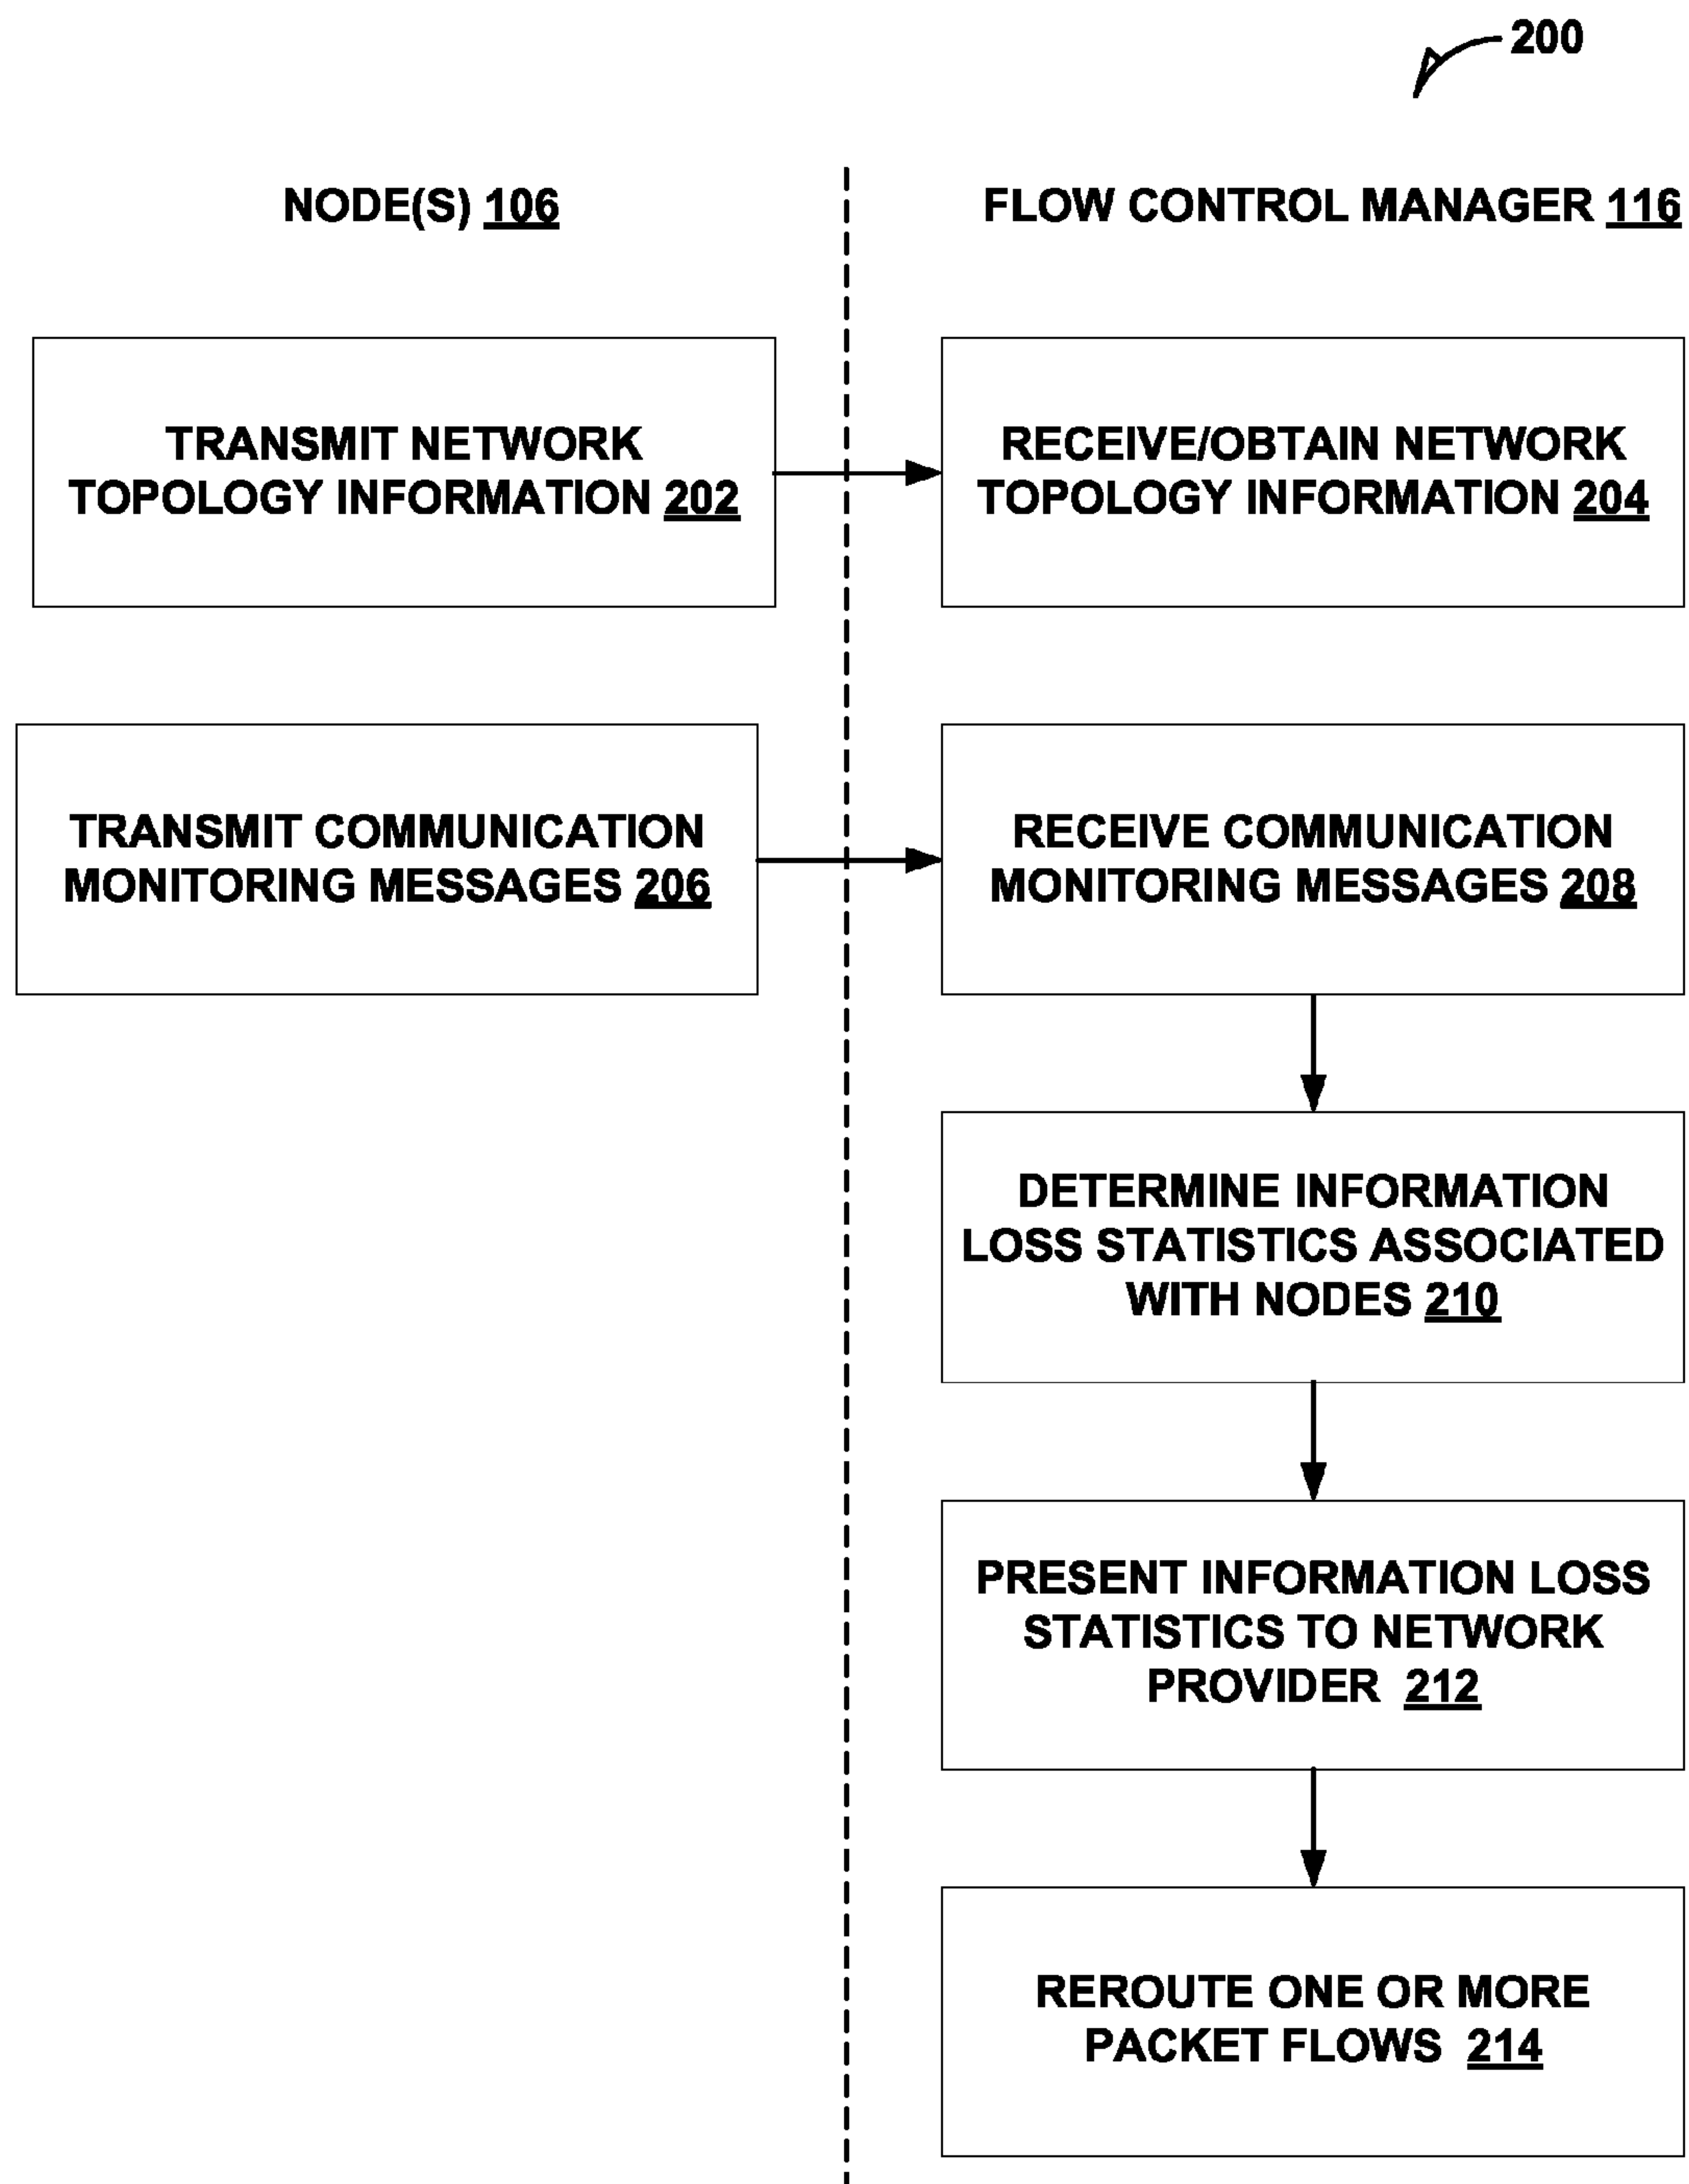 200
NODE(S) 106
FLOW CONTROL MANAGER 116
TRANSMIT NETWORK
TOPOLOGY INFORMATION 202
RECEIVE/OBTAIN NETWORK
TOPOLOGY INFORMATION 204
TRANSMIT COMMUNICATION
MONITORING MESSAGES 206
RECEIVE COMMUNICATION
MONITORING MESSAGES 208
DETERMINE INFORMATION
LOSS STATISTICS ASSOCIATED
WITH NODES 210
PRESENT INFORMATION LOSS
STATISTICS TO NETWORK
PROVIDER 212
REROUTE ONE OR MORE
PACKET FLOWS 214